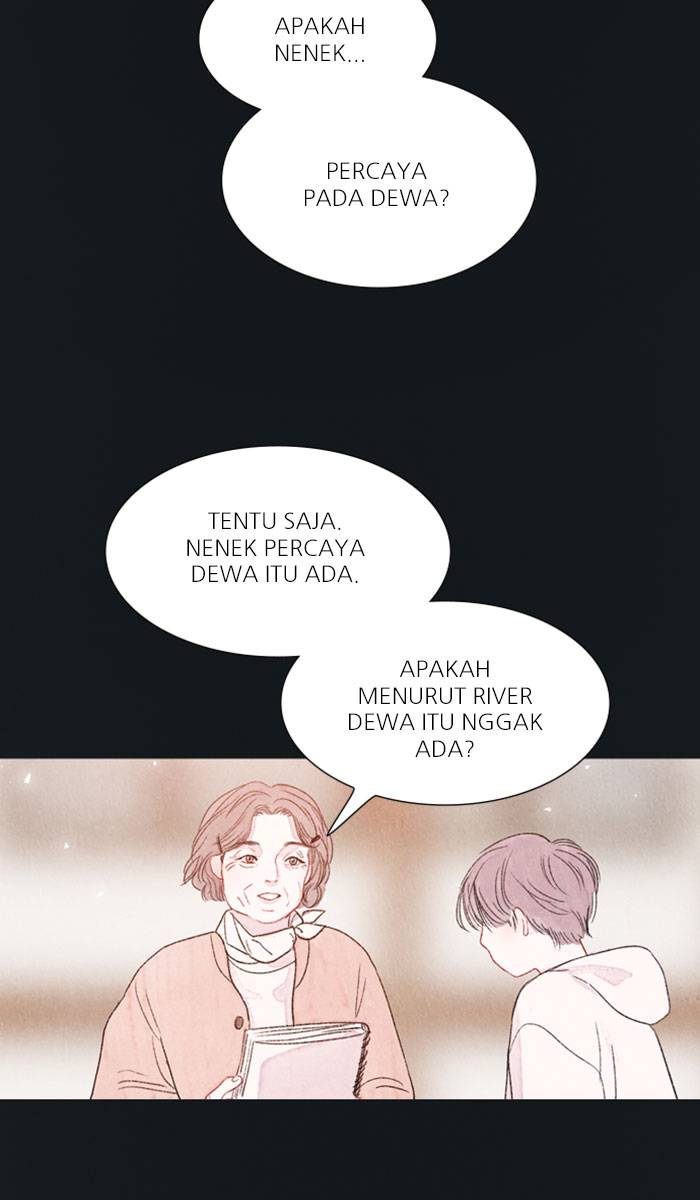 APAKAH
NENEK...
PERCAYA
PADA DEWA?
TENTU SAJA.
NENEK PERCAYA
DEWA ITU ADA.
APAKAH
MENURUT RIVER
DEWA ITU NGGAK
ADA?